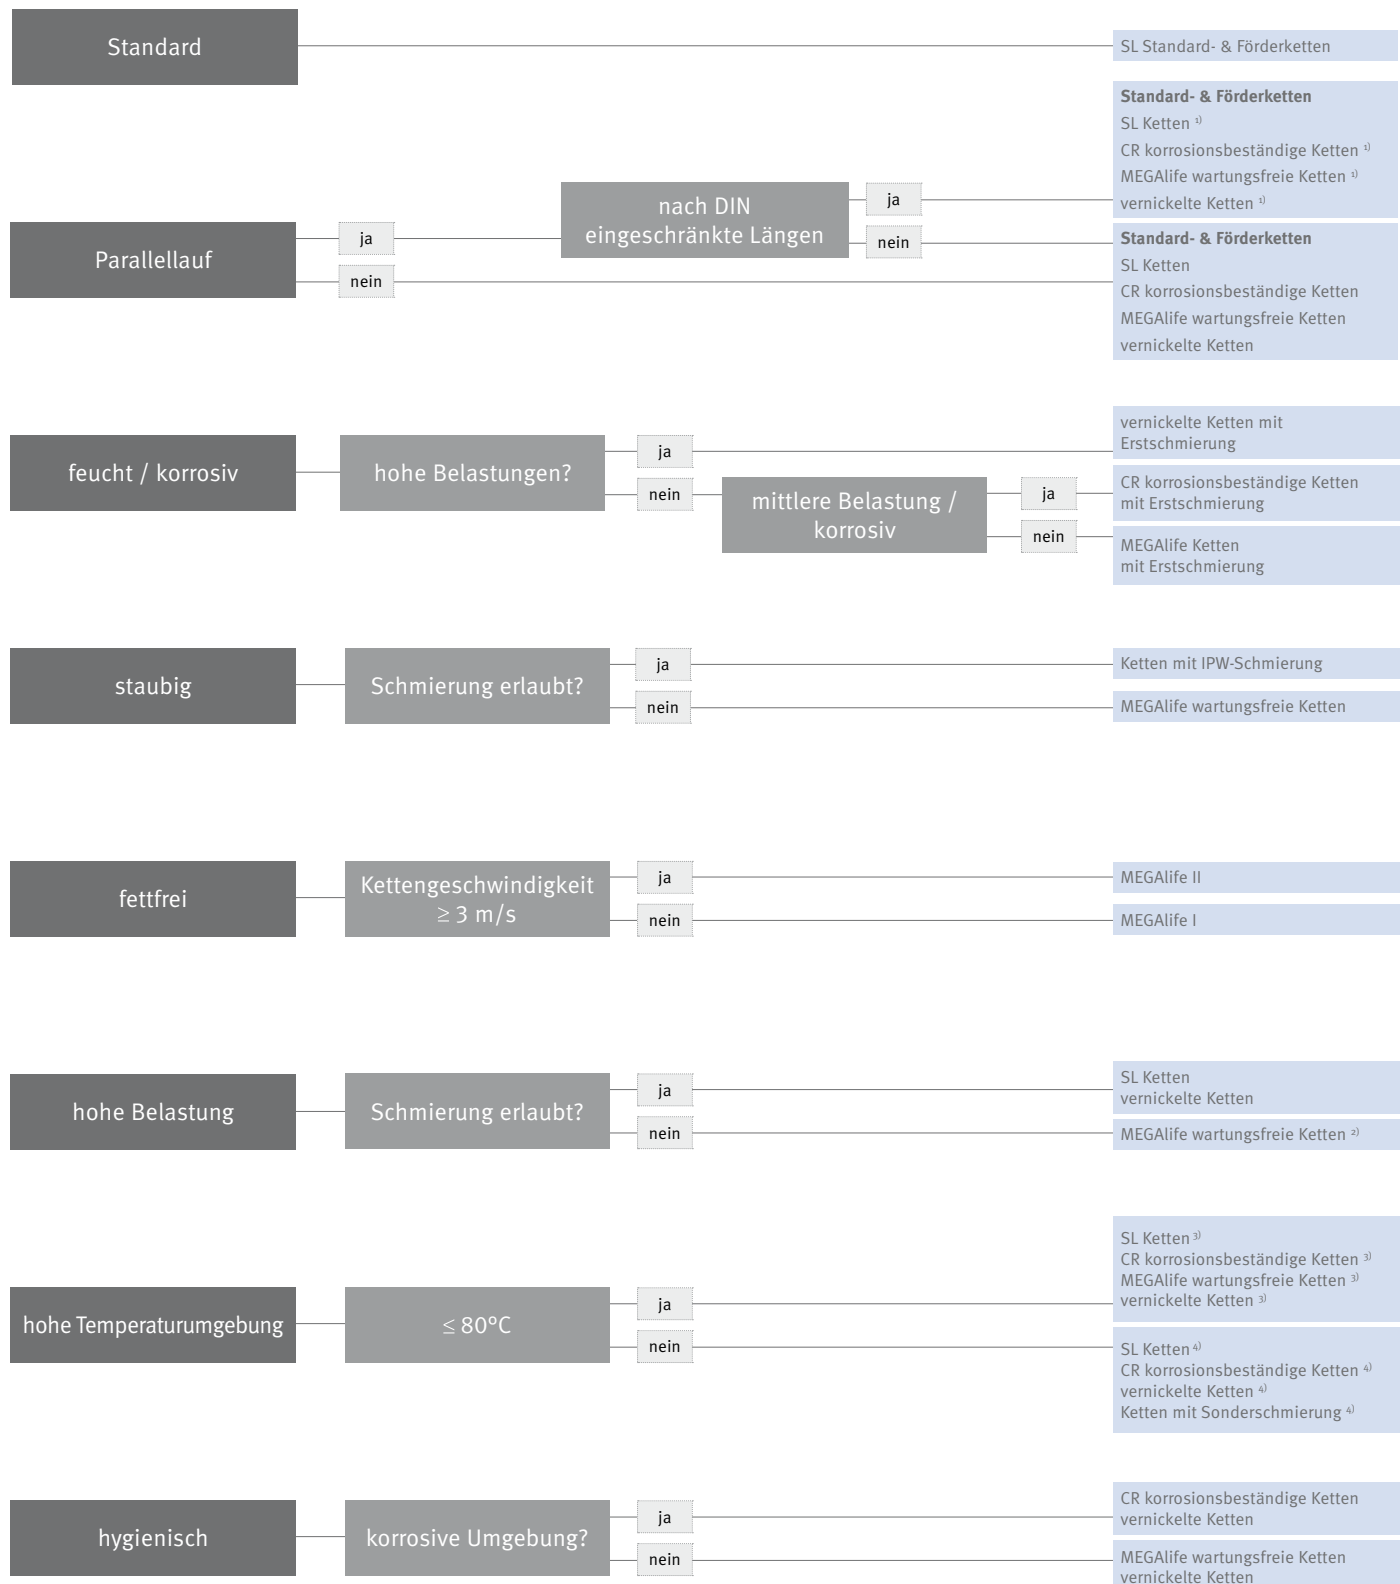 Standard
SL Standard- & Förderketten
Parallellauf
ja
nein
nach DIN
eingeschränkte Längen
ja
nein
Standard- & Förderketten
SL Ketten 1)
CR korrosionsbeständige Ketten 1)
MEGAlife wartungsfreie Ketten 1)
vernickelte Ketten 1)
Standard- & Förderketten
SL Ketten
CR korrosionsbeständige Ketten
MEGAlife wartungsfreie Ketten
vernickelte Ketten
feucht / korrosiv
hohe Belastungen?
ja
nein
mittlere Belastung /
korrosiv
ja
nein
vernickelte Ketten mit
Erstschmierung
CR korrosionsbeständige Ketten
mit Erstschmierung
MEGAlife Ketten
mit Erstschmierung
staubig
Schmierung erlaubt?
ja
nein
Ketten mit IPW-Schmierung
MEGAlife wartungsfreie Ketten
fettfrei
Kettengeschwindigkeit
≥ 3 m/s
ja
nein
MEGAlife II
MEGAlife I
hohe Belastung
Schmierung erlaubt?
ja
nein
SL Ketten
vernickelte Ketten
MEGAlife wartungsfreie Ketten 2)
hohe Temperaturumgebung
≤ 80°C
ja
nein
SL Ketten 3)
CR korrosionsbeständige Ketten 3)
MEGAlife wartungsfreie Ketten 3)
vernickelte Ketten 3)
SL Ketten 4)
CR korrosionsbeständige Ketten 4)
vernickelte Ketten 4)
Ketten mit Sonderschmierung 4)
hygienisch
korrosive Umgebung?
ja
nein
CR korrosionsbeständige Ketten
vernickelte Ketten
MEGAlife wartungsfreie Ketten
vernickelte Ketten